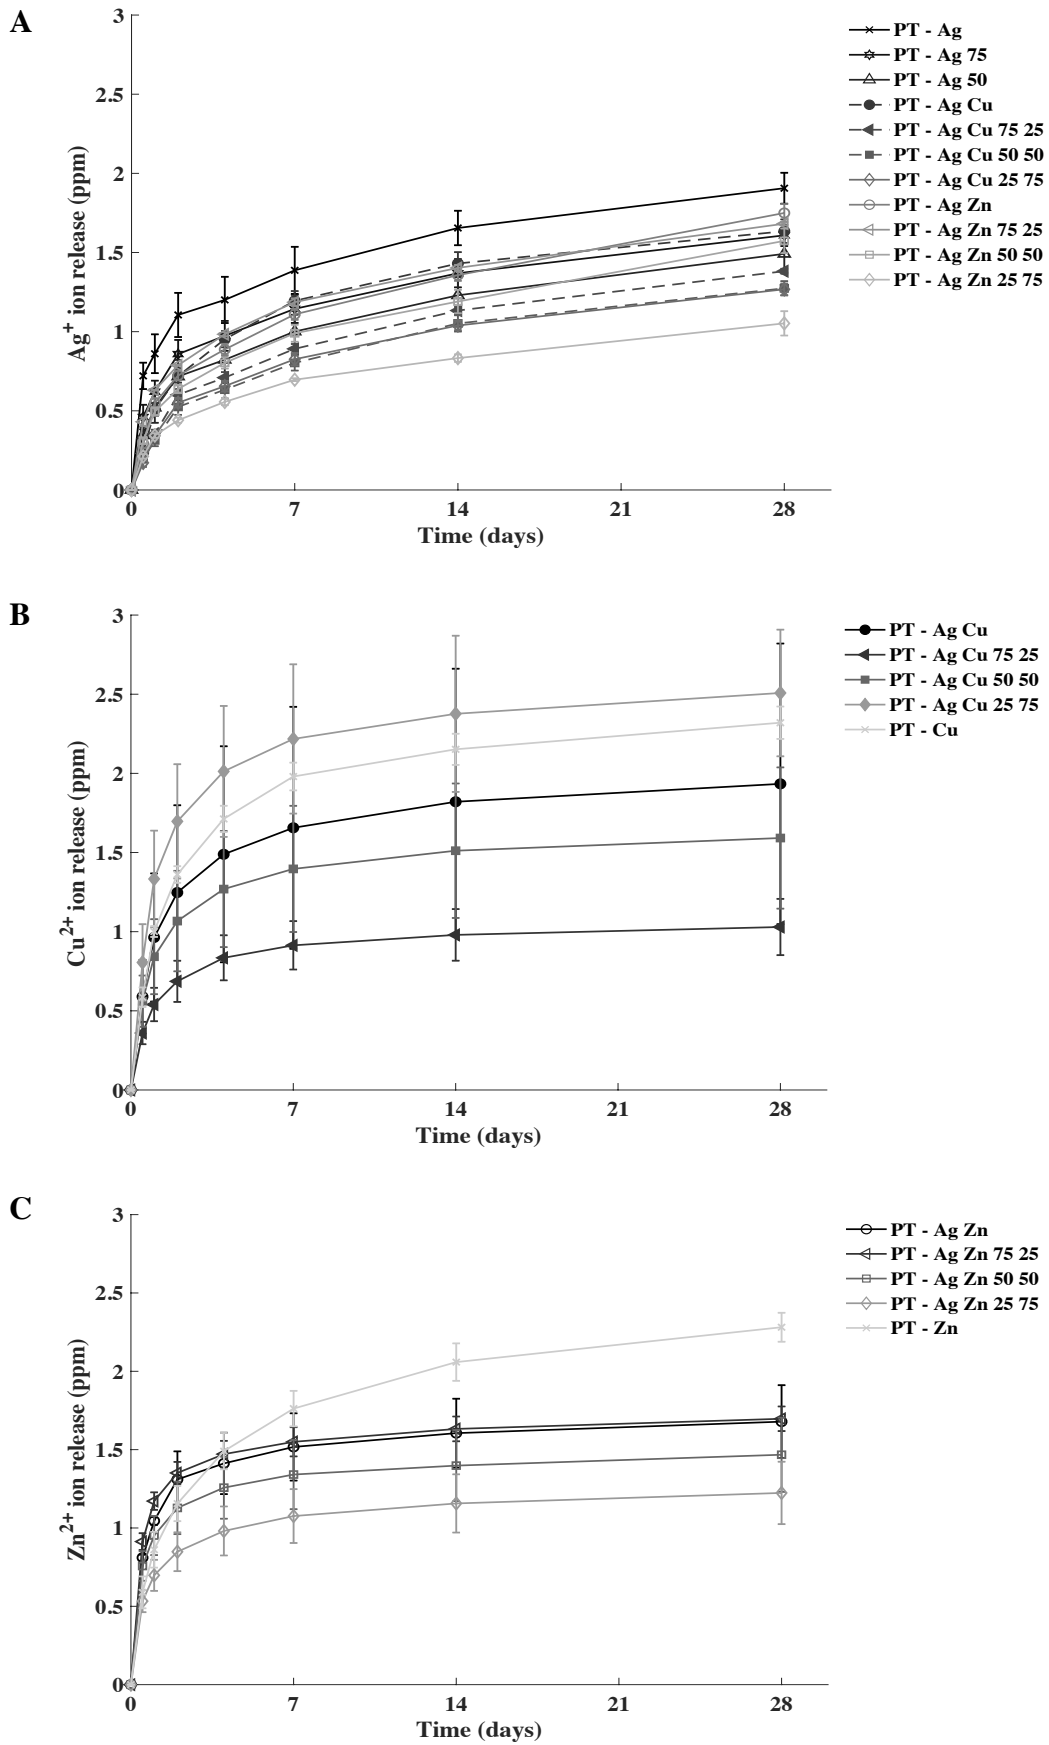 A
3
2.5
2
1.5
1
0.5
0
Ag+ ion release (ppm)
0 7 14 21 28
Time (days)
PT - Ag
PT - Ag 75
PT - Ag 50
PT - Ag Cu
PT - Ag Cu 75 25
PT - Ag Cu 50 50
PT - Ag Cu 25 75
PT - Ag Zn
PT - Ag Zn 75 25
PT - Ag Zn 50 50
PT - Ag Zn 25 75
B
3
2.5
2
1.5
1
0.5
0
Cu2+ ion release (ppm)
0 7 14 21 28
Time (days)
PT - Ag Cu
PT - Ag Cu 75 25
PT - Ag Cu 50 50
PT - Ag Cu 25 75
PT - Cu
C
3
2.5
2
1.5
1
0.5
0
Zn2+ ion release (ppm)
0 7 14 21 28
Time (days)
PT - Ag Zn
PT - Ag Zn 75 25
PT - Ag Zn 50 50
PT - Ag Zn 25 75
PT - Zn